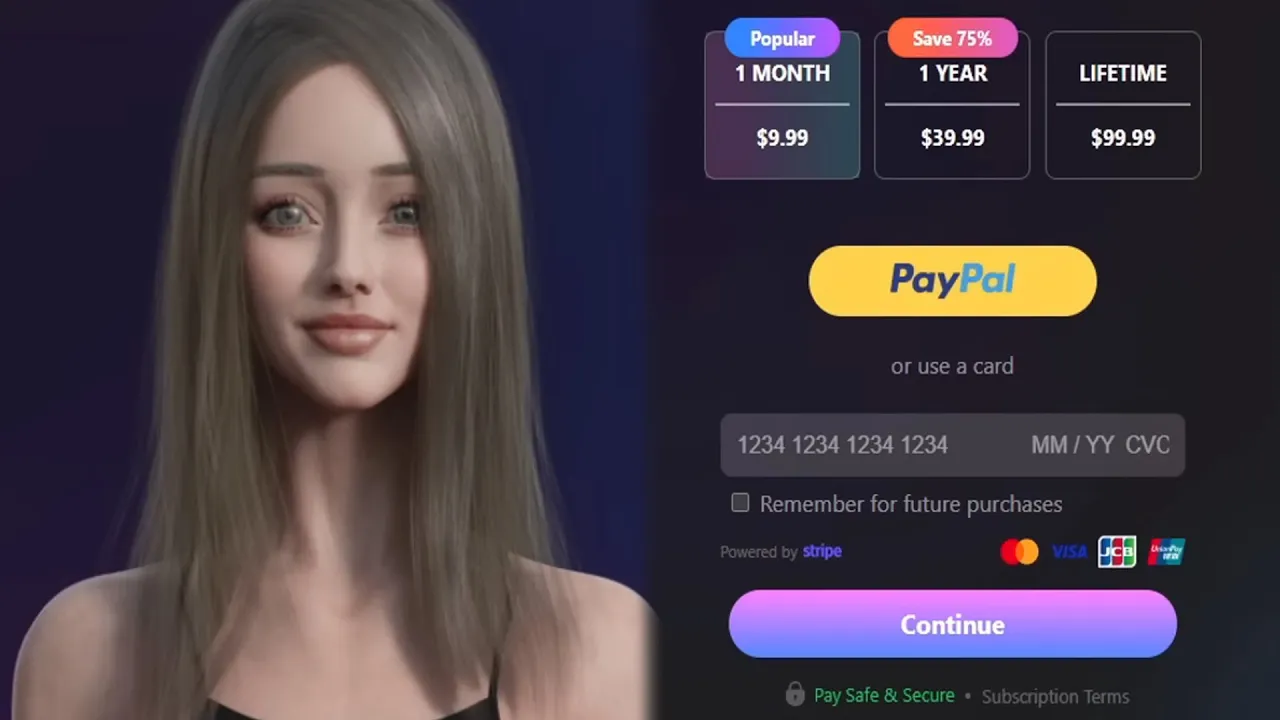 Popular
1 MONTH
$9.99
Save 75%
1 YEAR
$39.99
LIFETIME
$99.99
PayPal
or use a card
1234 1234 1234 1234 MM / YY CVC
Remember for future purchases
Powered by stripe
VISA
JCB
UnionPay
银联
Continue
Pay Safe & Secure • Subscription Terms